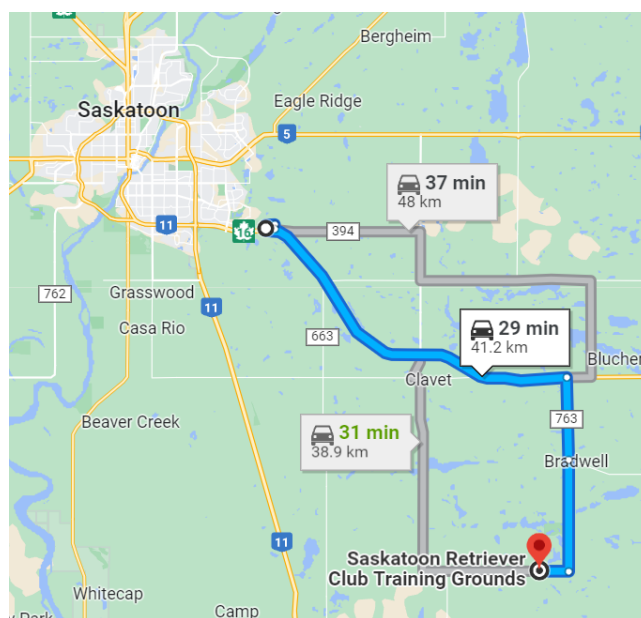 Bergheim
Saskatoon
Eagle Ridge
5
37 min
48 km
11
16
394
762
Grasswood
11
Casa Rio
663
29 min
41.2 km
Blucher
Clavet
763
Beaver Creek
31 min
38.9 km
Bradwell
11
Saskatoon Retriever
Club Training Grounds
Whitecap
Park
Camp